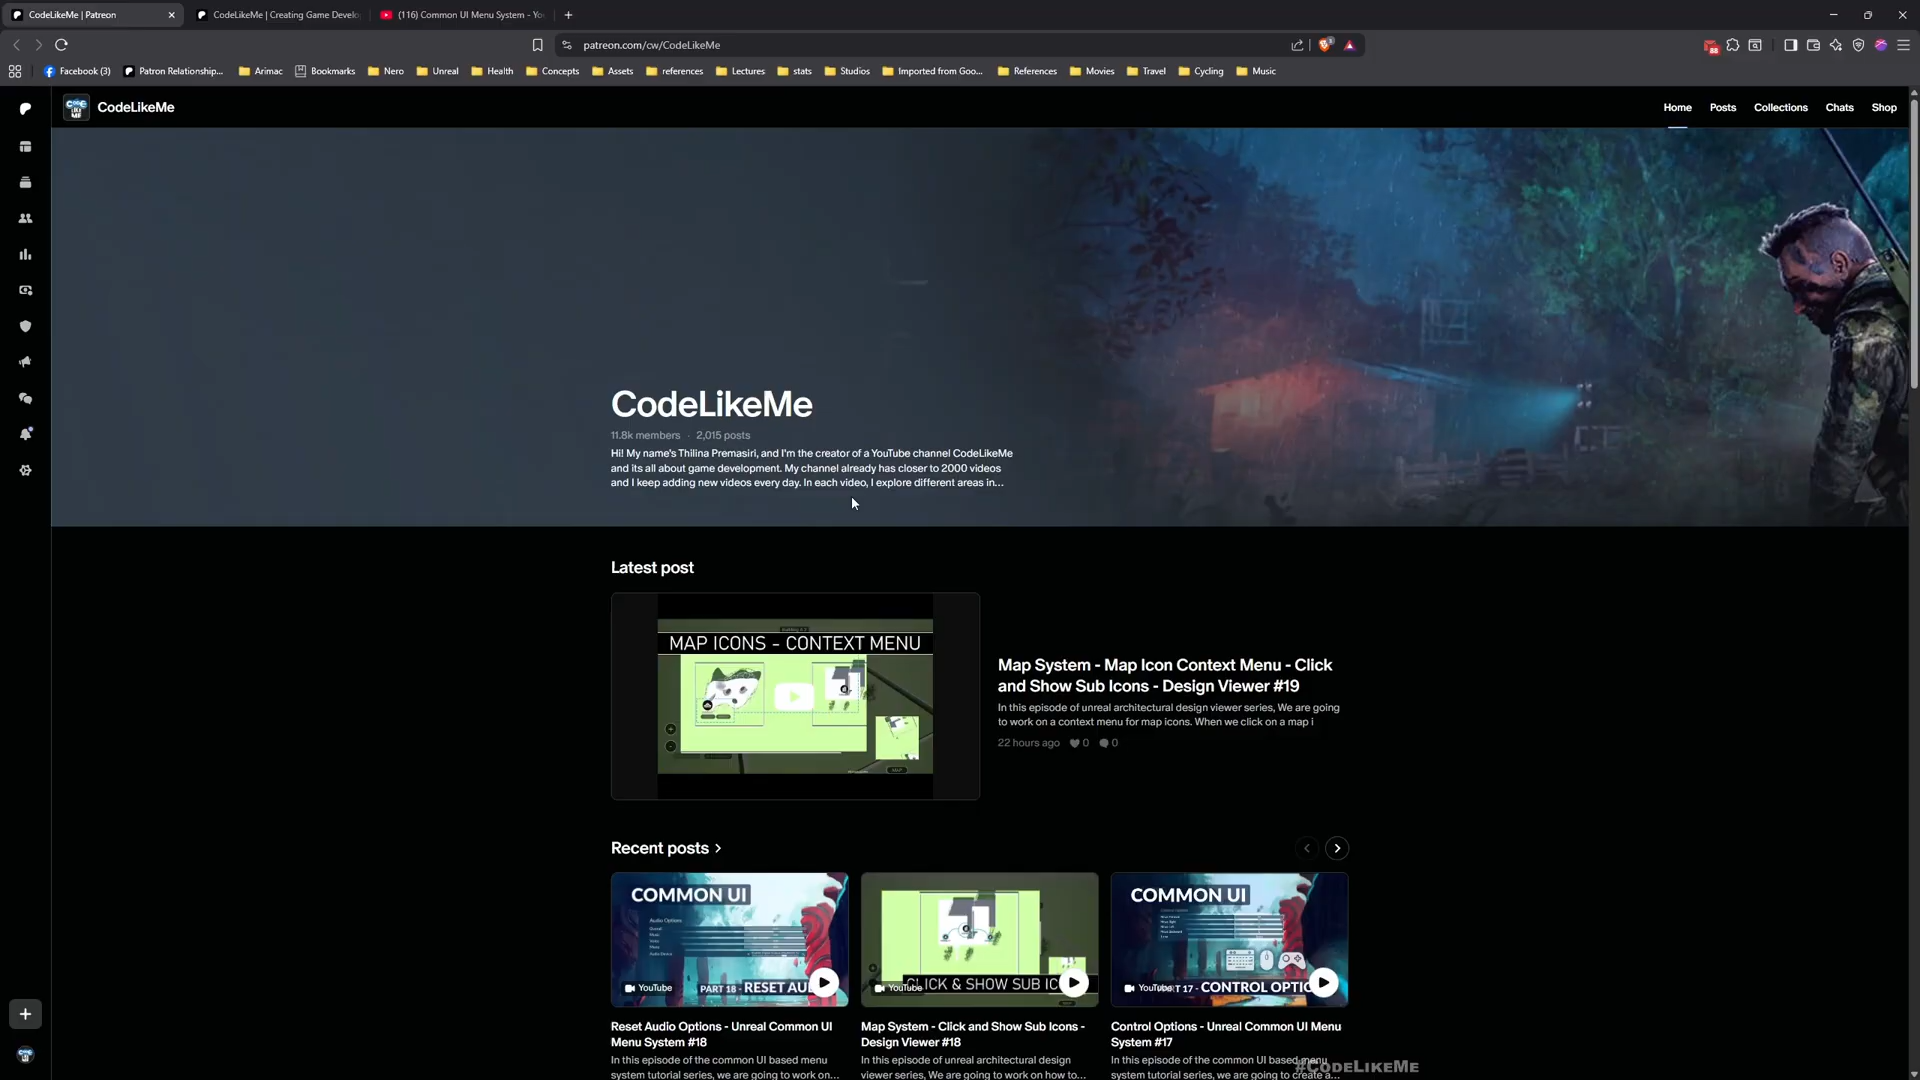 CodeLikeMe | Patreon
CodeLikeMe | Creating Game Develo
(116) Common UI Menu System - Yo
patreon.com/cw/CodeLikeMe
88
Facebook (3)
Patron Relationship...
Arimac
Bookmarks
Nero
Unreal
Health
Concepts
Assets
references
Lectures
stats
Studios
Imported from Goo...
References
Movies
Travel
Cycling
Music
CodeLikeMe
Home
Posts
Collections
Chats
Shop
CodeLikeMe
11.8k members · 2,015 posts
Hi! My name's Thilina Premasiri, and I'm the creator of a YouTube channel CodeLikeMe
and its all about game development. My channel already has closer to 2000 videos
and I keep adding new videos every day. In each video, I explore different areas in...
Latest post
MAP ICONS - CONTEXT MENU
Map System - Map Icon Context Menu - Click
and Show Sub Icons - Design Viewer #19
In this episode of unreal architectural design viewer series, We are going
to work on a context menu for map icons. When we click on a map i
22 hours ago 0 0
Recent posts
COMMON UI
Audio Options
YouTube
PART 18 - RESET AU
CLICK & SHOW SUB IC
YouTube
COMMON UI
YouTube
RT 17 - CONTROL OPTIO
Reset Audio Options - Unreal Common UI
Menu System #18
In this episode of the common UI based menu
system tutorial series, we are going to work on...
Map System - Click and Show Sub Icons -
Design Viewer #18
In this episode of unreal architectural design
viewer series, We are going to work on how to...
Control Options - Unreal Common UI Menu
System #17
In this episode of the common UI based menu
system tutorial series, we are going to create a...
#CodeLikeMe